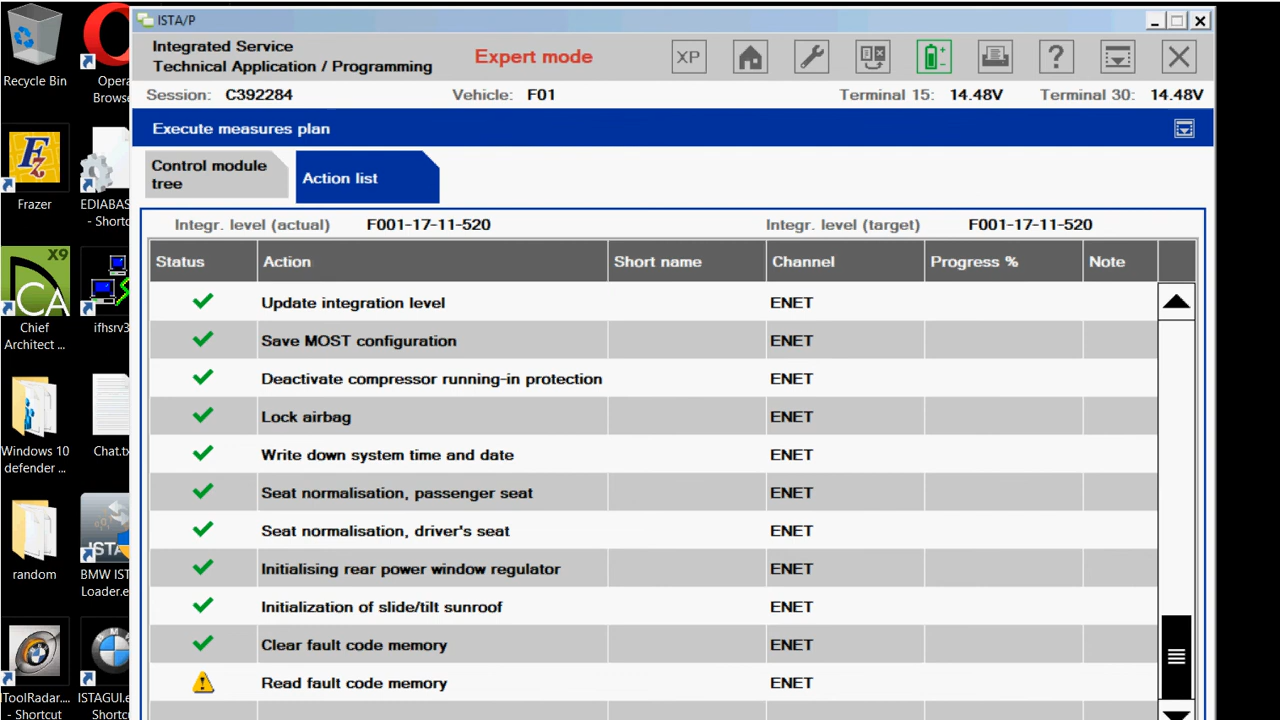 ISTA/P
Integrated Service
Technical Application / Programming
Expert mode
XP
?
Session: C392284
Vehicle: F01
Terminal 15: 14.48V
Terminal 30: 14.48V
Execute measures plan
Control module
tree
Action list
Integr. level (actual) F001-17-11-520
Integr. level (target) F001-17-11-520
Status Action Short name Channel Progress % Note
Update integration level ENET
Save MOST configuration ENET
Deactivate compressor running-in protection ENET
Lock airbag ENET
Write down system time and date ENET
Seat normalisation, passenger seat ENET
Seat normalisation, driver's seat ENET
Initialising rear power window regulator ENET
Initialization of slide/tilt sunroof ENET
Clear fault code memory ENET
Read fault code memory ENET
Recycle Bin
Opera
Browse
Frazer
EDIABAS
- Shortc
X9
CA
Chief
Architect ...
ifhsrv3
Windows 10
defender ...
Chat.tx
random
ISTA
BMW IST
Loader.e
BMW
IToolRadar....
- Shortcut
ISTAGUI.e
Shortc